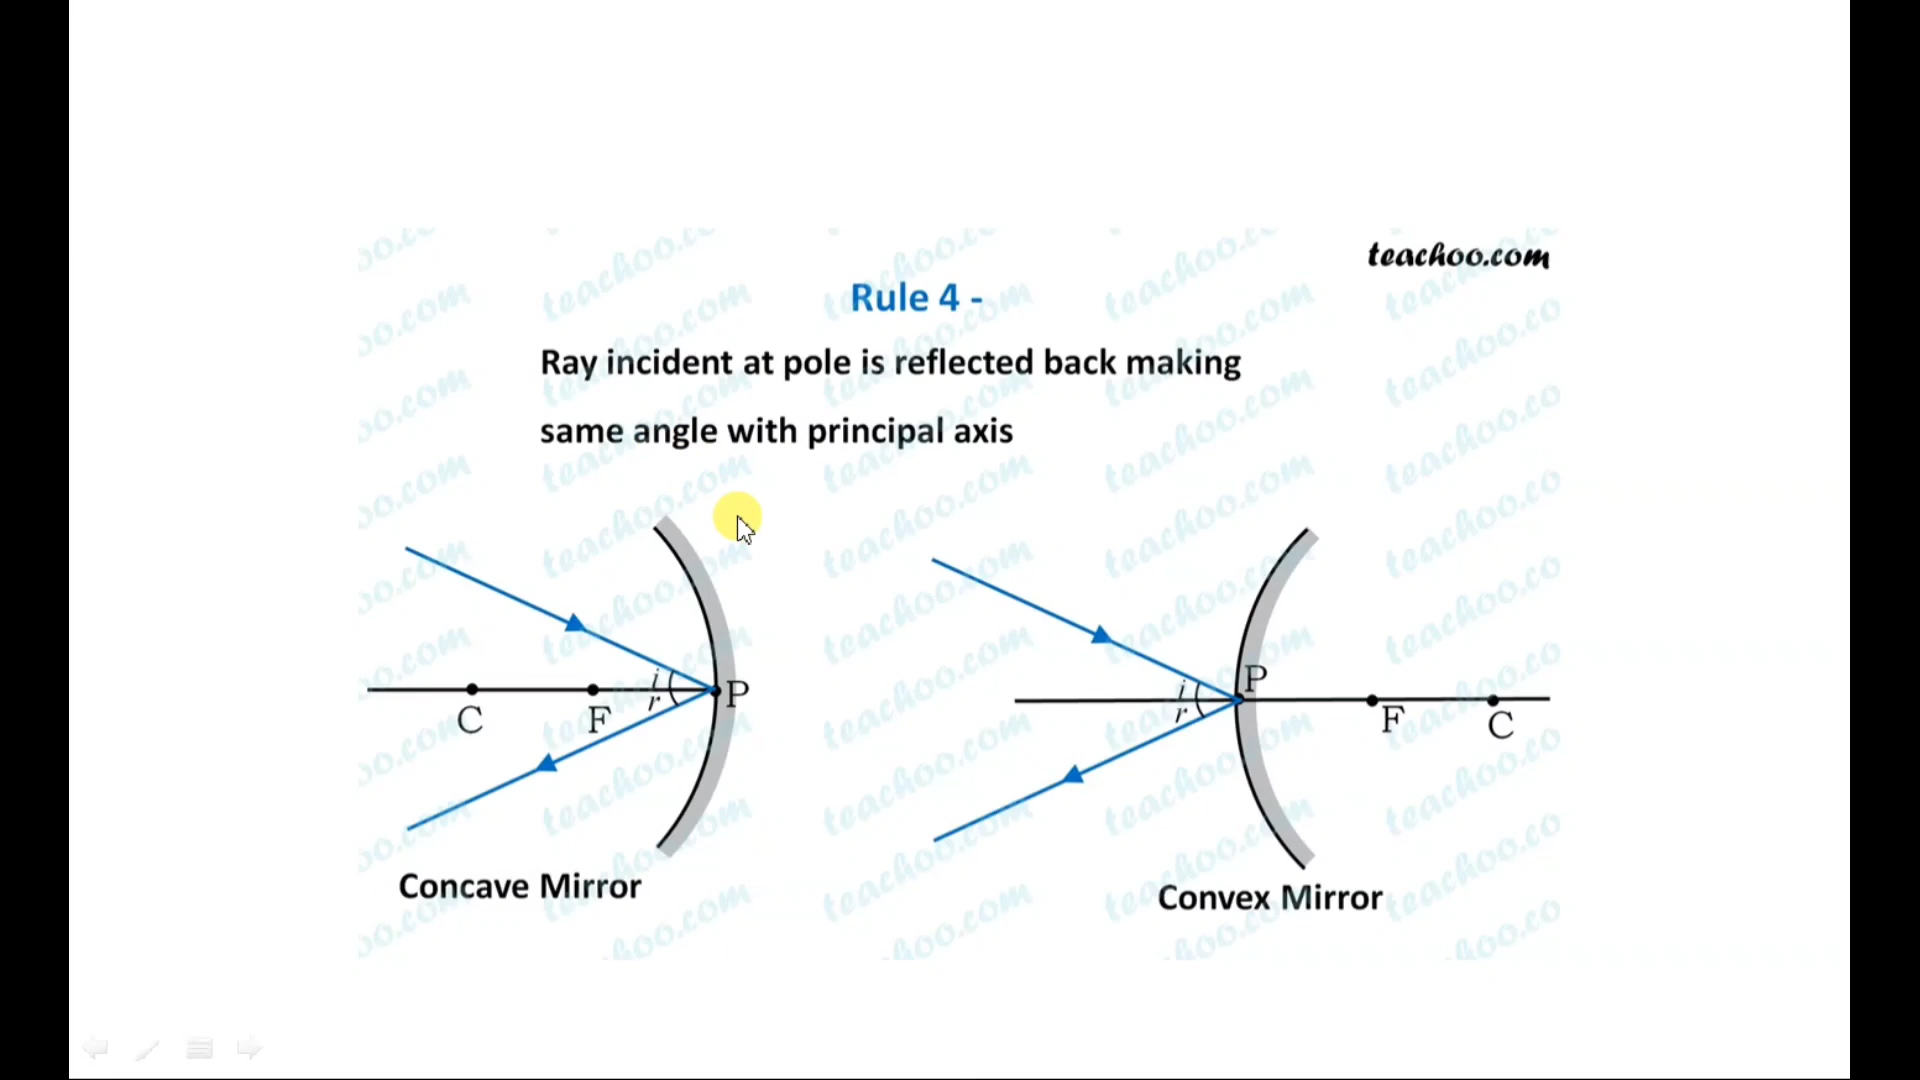 teachoo.com
Rule 4 -
Ray incident at pole is reflected back making
same angle with principal axis
i
r
C
F
P
Concave Mirror
i
r
P
F
C
Convex Mirror